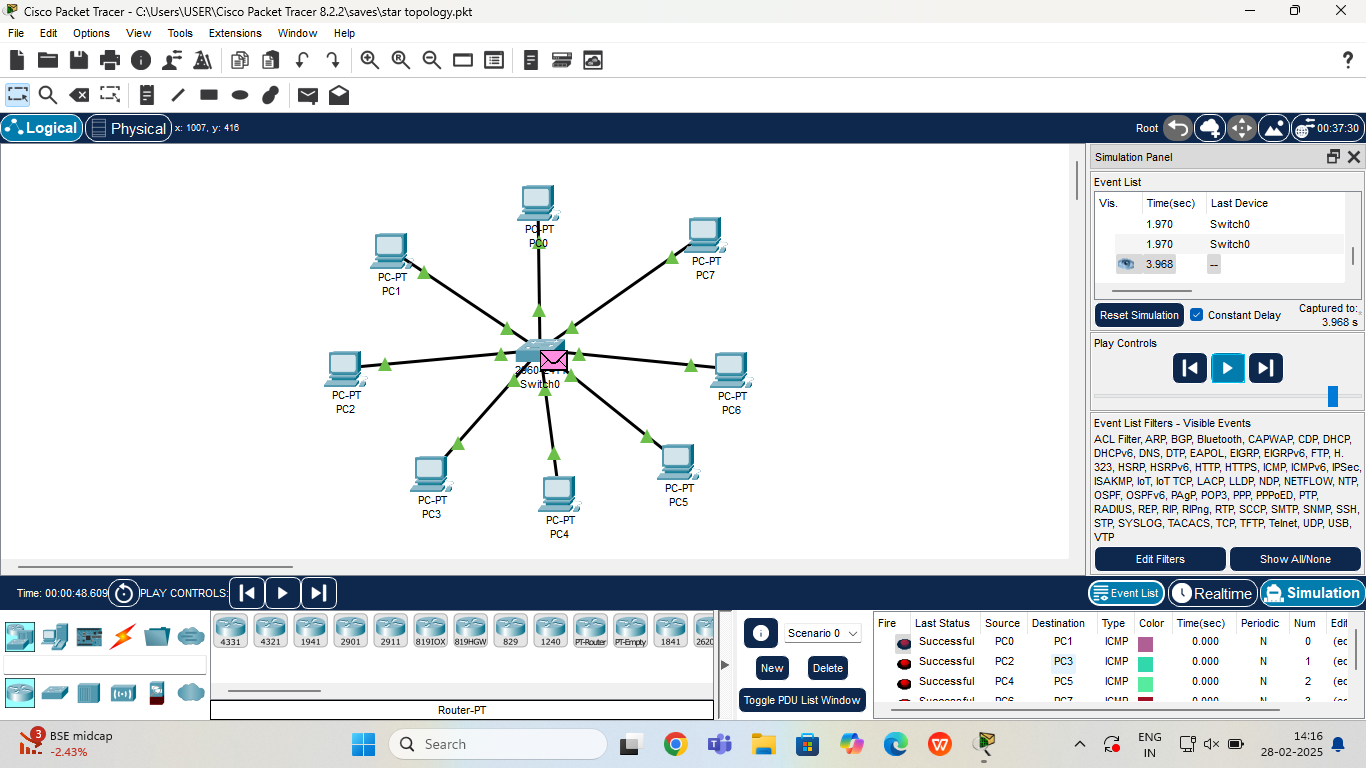 Cisco Packet Tracer - C:\Users\USER\Cisco Packet Tracer 8.2.2\saves\star topology.pkt
File Edit Options View Tools Extensions Window Help
Logical Physical x: 1007, y: 416 Root 00:37:30
PC-PT
PC0
PC-PT
PC7
PC-PT
PC1
PC-PT
PC2
Switch0
PC-PT
PC6
PC-PT
PC3
PC-PT
PC4
PC-PT
PC5
Simulation Panel
Event List
Vis. Time(sec) Last Device
1.970 Switch0
1.970 Switch0
3.968 --
Reset Simulation Constant Delay Captured to:
3.968 s
Play Controls
Event List Filters - Visible Events
ACL Filter, ARP, BGP, Bluetooth, CAPWAP, CDP, DHCP,
DHCPv6, DNS, DTP, EAPOL, EIGRP, EIGRPv6, FTP, H.
323, HSRP, HSRPv6, HTTP, HTTPS, ICMP, ICMPv6, IPSec,
ISAKMP, IoT, IoT TCP, LACP, LLDP, NDP, NETFLOW, NTP,
OSPF, OSPFv6, PAgP, POP3, PPP, PPPoED, PTP,
RADIUS, REP, RIP, RIPng, RTP, SCCP, SMTP, SNMP, SSH,
STP, SYSLOG, TACACS, TCP, TFTP, Telnet, UDP, USB,
VTP
Edit Filters Show All/None
Time: 00:00:48.609 PLAY CONTROLS: Event List Realtime Simulation
4331 4321 1941 2901 2911 819IOX 819HGW 829 1240 PT-Router PT-Empty 1841 2620
Router-PT
Scenario 0
New Delete
Toggle PDU List Window
Fire Last Status Source Destination Type Color Time(sec) Periodic Num Edit
Successful PC0 PC1 ICMP 0.000 N 0 (ec
Successful PC2 PC3 ICMP 0.000 N 1 (ec
Successful PC4 PC5 ICMP 0.000 N 2 (ec
Successful PC6 PC7 ICMP 0.000 N 3 (ec
3 BSE midcap
-2.43%
Search
ENG
IN
14:16
28-02-2025